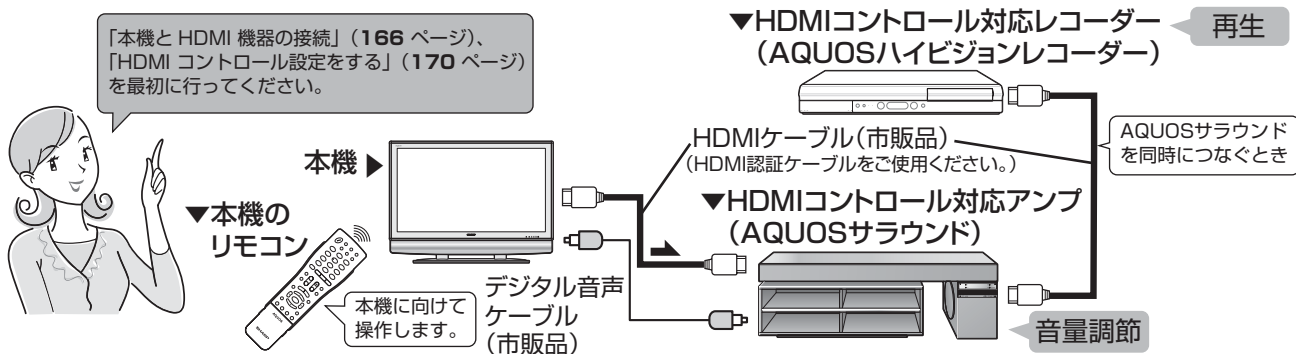 「本機と HDMI 機器の接続」（166 ページ）、
「HDMI コントロール設定をする」（170 ページ）
を最初に行ってください。
▼HDMIコントロール対応レコーダー
（AQUOSハイビジョンレコーダー）
再生
HDMIケーブル（市販品）
（HDMI認証ケーブルをご使用ください。）
AQUOSサラウンド
を同時につなぐとき
本機▶
▼本機の
リモコン
▼HDMIコントロール対応アンプ
（AQUOSサラウンド）
本機に向けて
操作します。
デジタル音声
ケーブル
（市販品）
音量調節